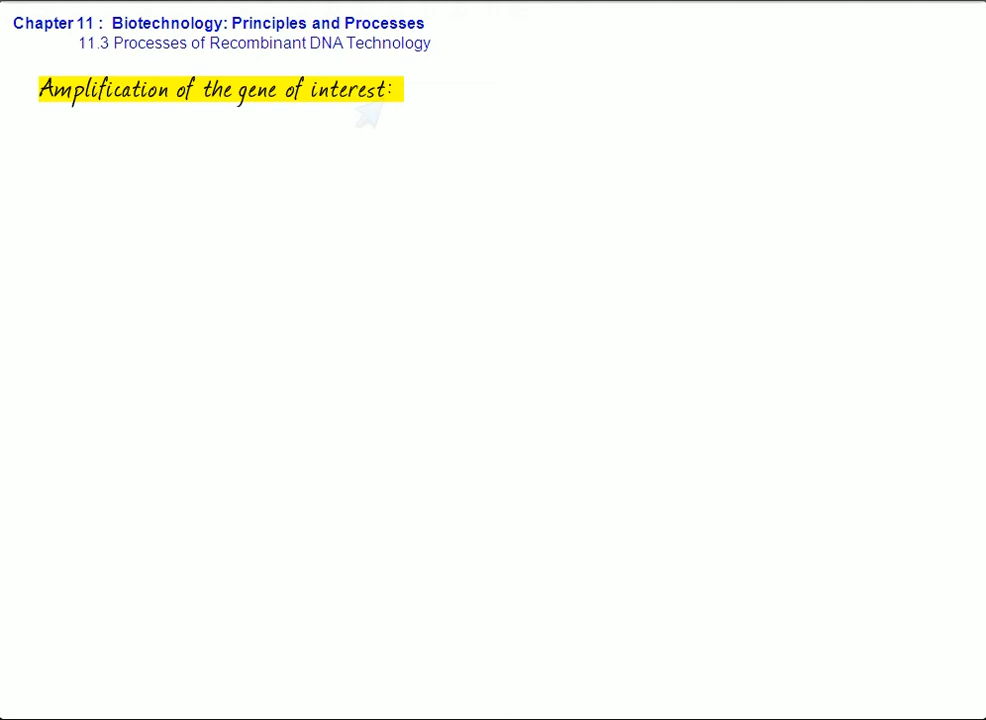 Chapter 11 : Biotechnology: Principles and Processes
11.3 Processes of Recombinant DNA Technology
Amplification of the gene of interest: